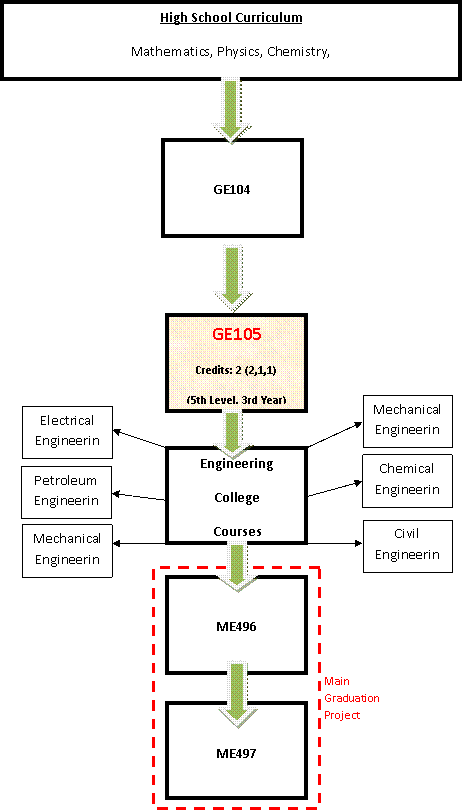 High School Curriculum
Mathematics, Physics, Chemistry,
GE104
GE105
Credits: 2 (2,1,1)
(5th Level. 3rd Year)
Electrical
Engineerin
Petroleum
Engineerin
Mechanical
Engineerin
Engineering
College
Courses
Mechanical
Engineerin
Chemical
Engineerin
Civil
Engineerin
ME496
Main
Graduation
Project
ME497